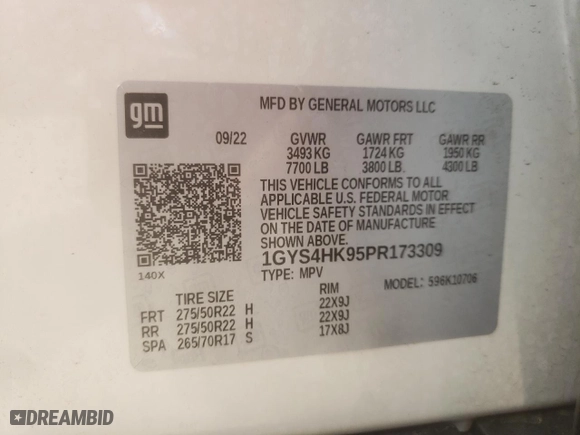 gm
MFD BY GENERAL MOTORS LLC
09/22 GVWR GAWR FRT GAWR RR
3493 KG 1724 KG 1950 KG
7700 LB 3800 LB 4300 LB
THIS VEHICLE CONFORMS TO ALL
APPLICABLE U.S. FEDERAL MOTOR
VEHICLE SAFETY STANDARDS IN EFFECT
ON THE DATE OF MANUFACTURE
SHOWN ABOVE.
1GYS4HK95PR173309
140X TYPE: MPV MODEL: S96K10706
TIRE SIZE RIM
FRT 275/50R22 H 22X9J
RR 275/50R22 H 22X9J
SPA 265/70R17 S 17X8J
DREAMBID